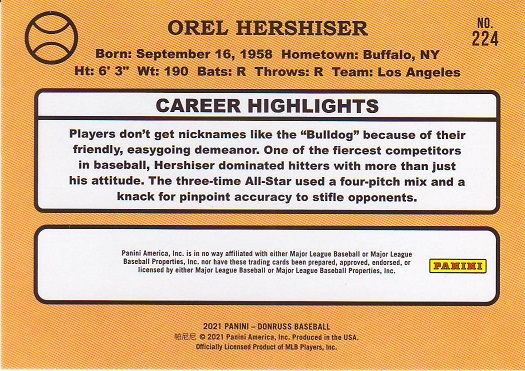 OREL HERSHISER
NO.
224
Born: September 16, 1958 Hometown: Buffalo, NY
Ht: 6' 3" Wt: 190 Bats: R Throws: R Team: Los Angeles
CAREER HIGHLIGHTS
Players don't get nicknames like the “Bulldog” because of their
friendly, easygoing demeanor. One of the fiercest competitors
in baseball, Hershiser dominated hitters with more than just
his attitude. The three-time All-Star used a four-pitch mix and a
knack for pinpoint accuracy to stifle opponents.
Panini America, Inc. is in no way affiliated with either Major League Baseball or Major League
Baseball Properties, Inc. nor have these trading cards been prepared, approved, endorsed, or
licensed by either Major League Baseball or Major League Baseball Properties, Inc.
PANINI
2021 PANINI – DONRUSS BASEBALL
帕尼尼 © 2021 Panini America, Inc. Produced in the USA.
Officially Licensed Product of MLB Players, Inc.